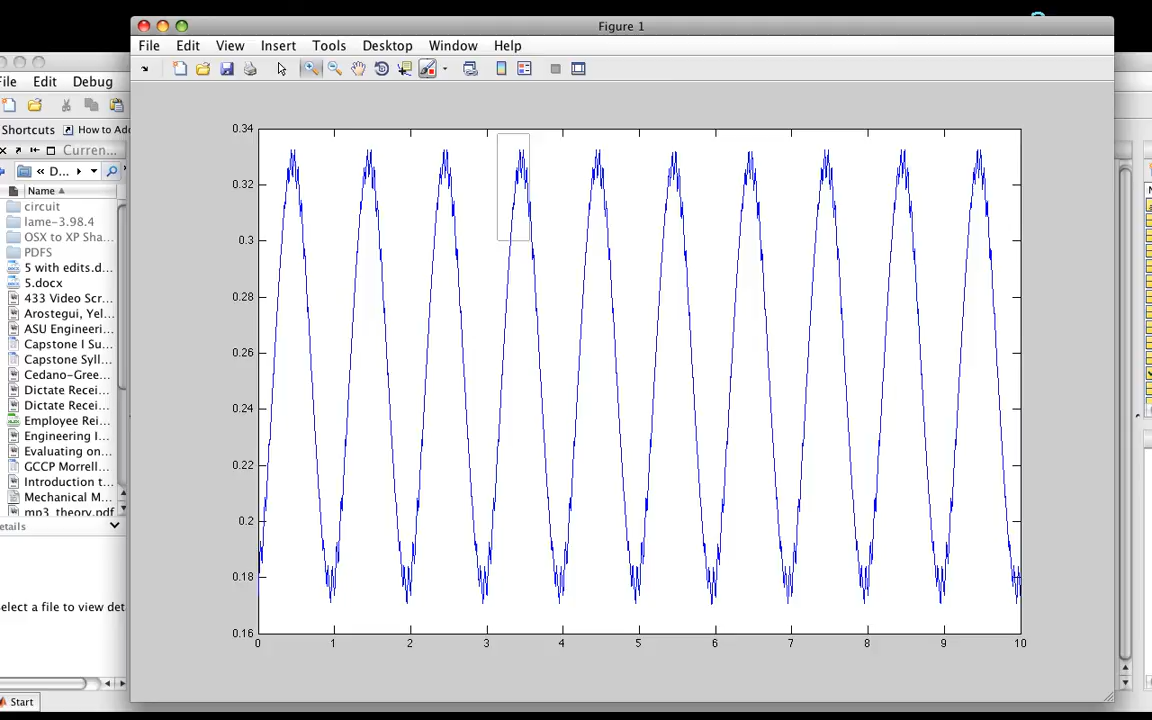 Figure 1
File Edit View Insert Tools Desktop Window Help
File Edit Debug
Shortcuts How to Add
Curren...
« D...
Name
circuit
lame-3.98.4
OSX to XP Sha...
PDFS
5 with edits.d...
5.docx
433 Video Scr...
Arostegui, Yel...
ASU Engineeri...
Capstone I Su...
Capstone Syll...
Cedano-Gree...
Dictate Recei...
Dictate Recei...
Employee Rei...
Engineering I...
Evaluating on...
GCCP Morrell...
Introduction t...
Mechanical M...
mp3_theory.pdf
etails
elect a file to view det
Start
0.34
0.32
0.3
0.28
0.26
0.24
0.22
0.2
0.18
0.16
0 1 2 3 4 5 6 7 8 9 10